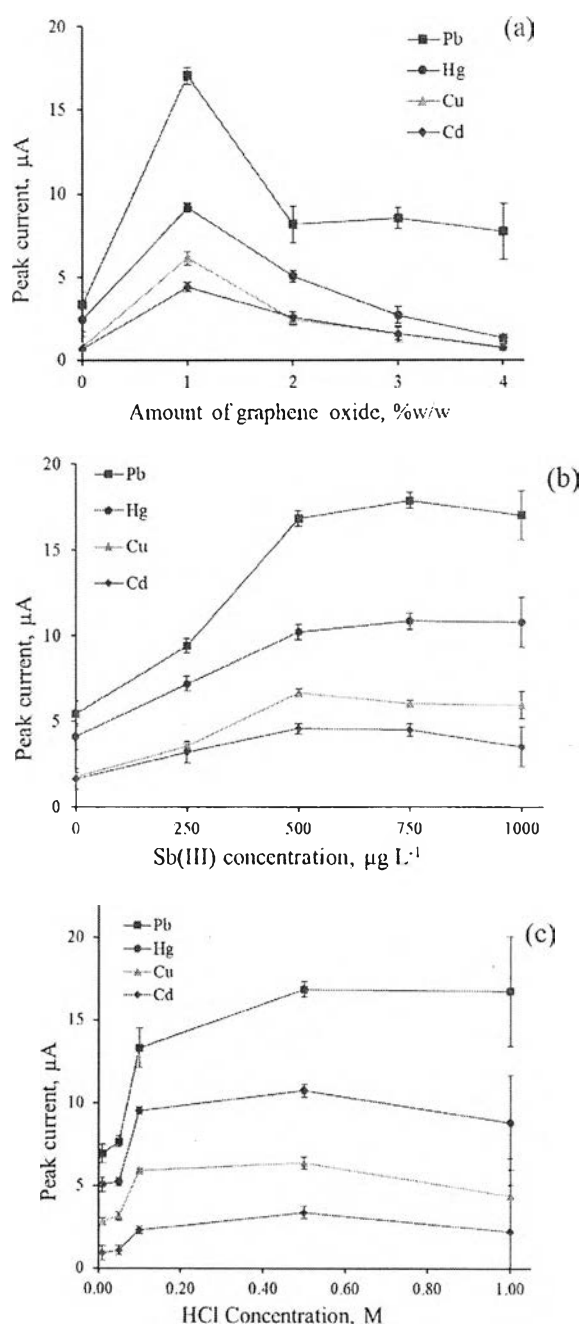 (a)
Pb
Hg
Cu
Cd
20
15
10
5
0
Peak current, µA
0 1 2 3 4
Amount of graphene oxide, %w/w
(b)
Pb
Hg
Cu
Cd
20
15
10
5
0
Peak current, µA
0 250 500 750 1000
Sb(III) concentration, µg L⁻¹
(c)
Pb
Hg
Cu
Cd
20
15
10
5
0
Peak current, µA
0.00 0.20 0.40 0.60 0.80 1.00
HCl Concentration, M